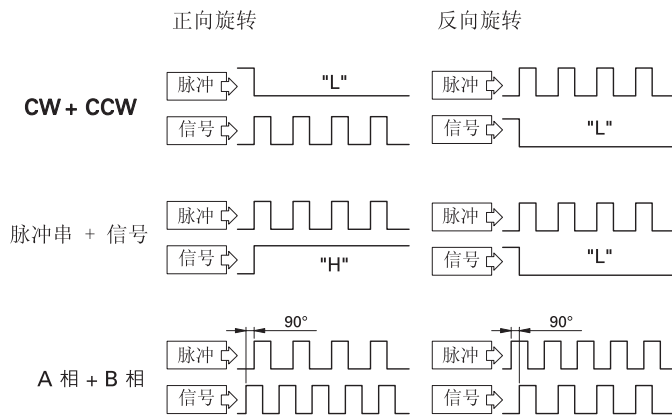 正向旋转 反向旋转
CW + CCW
脉冲 "L" 脉冲
信号 信号 "L"
脉冲串 + 信号
脉冲 脉冲
信号 "H" 信号 "L"
A 相 + B 相
90° 90°
脉冲 脉冲
信号 信号